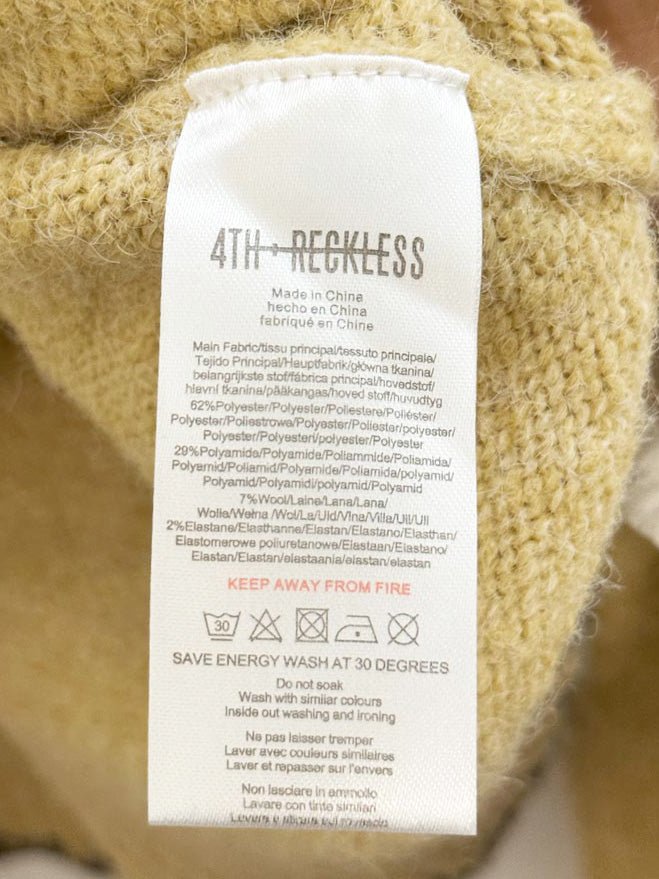 4TH + RECKLESS
Made in China
hecho en China
fabriqué en Chine
Main Fabric/tissu principal/tessuto principale/
Tejido Principal/Hauptfabrik/główna tkanina/
belangrijkste stof/fábrica principal/hovedstof/
hlavní tkanina/pääkangas/hoved stoff/huvudtyg
62%Polyester/Polyester/Poliestere/Poliéster/
Polyester/Poliestrowa/Polyester/Poliéster/polyester/
Polyester/Polyesteri/polyester/Polyester
29%Polyamide/Polyamide/Poliammide/Poliamida/
Polyamid/Poliamid/Polyamide/Poliamida/polyamid/
Polyamid/Polyamidi/polyamid/Polyamid
7%Wool/Laine/Lana/Lana/
Wolle/Wełna /Wol/La/Uld/Vlna/Villa/Ull/Ull
2%Elastane/Elasthanne/Elastan/Elastano/Elasthan/
Elastomerowe poliuretanowe/Elastaan/Elastano/
Elastan/Elastan/elastaania/elastan/elastan
KEEP AWAY FROM FIRE
30
SAVE ENERGY WASH AT 30 DEGREES
Do not soak
Wash with similar colours
Inside out washing and ironing
Ne pas laisser tremper
Laver avec couleurs similaires
Laver et repasser sur l'envers
Non lasciare in ammollo
Lavare con tinte similari